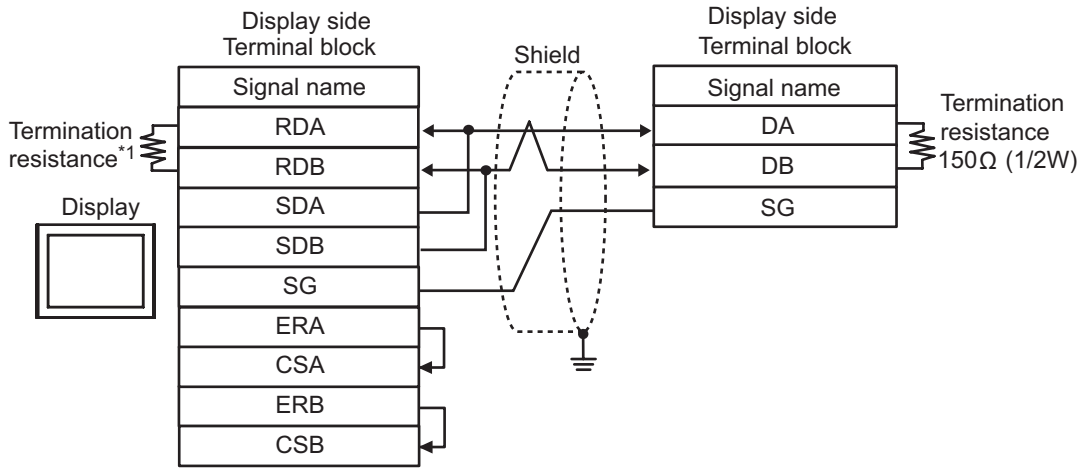 Display side
Terminal block
Signal name
RDA
RDB
SDA
SDB
SG
ERA
CSA
ERB
CSB
Termination
resistance*1
Display
Shield
Display side
Terminal block
Signal name
DA
DB
SG
Termination
resistance
150Ω (1/2W)